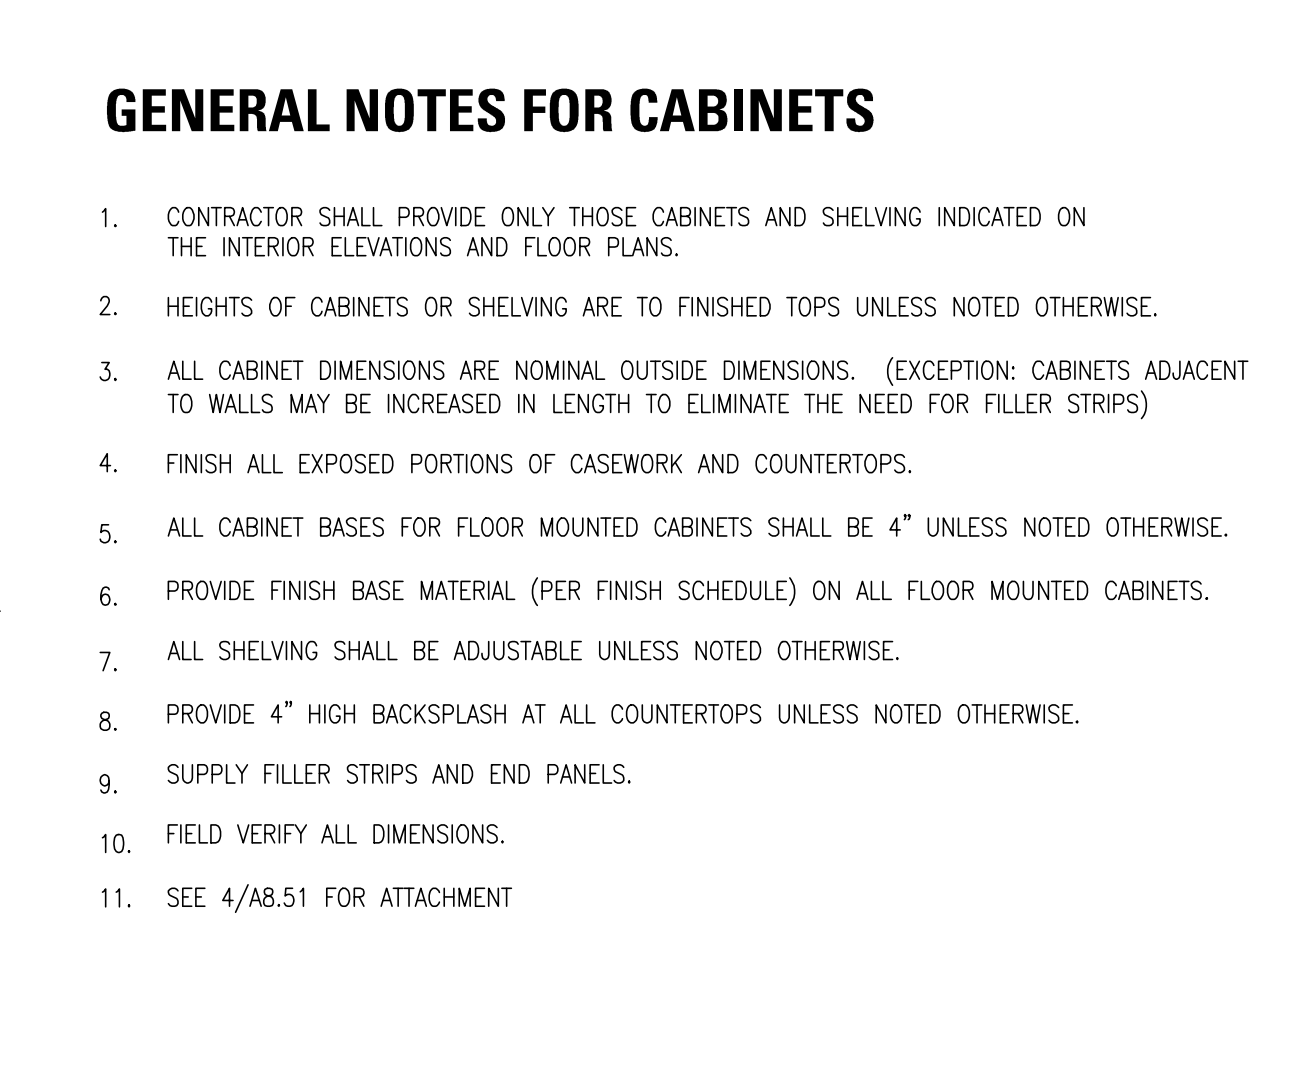 GENERAL NOTES FOR CABINETS
1. CONTRACTOR SHALL PROVIDE ONLY THOSE CABINETS AND SHELVING INDICATED ON
THE INTERIOR ELEVATIONS AND FLOOR PLANS.
2. HEIGHTS OF CABINETS OR SHELVING ARE TO FINISHED TOPS UNLESS NOTED OTHERWISE.
3. ALL CABINET DIMENSIONS ARE NOMINAL OUTSIDE DIMENSIONS. (EXCEPTION: CABINETS ADJACENT
TO WALLS MAY BE INCREASED IN LENGTH TO ELIMINATE THE NEED FOR FILLER STRIPS)
4. FINISH ALL EXPOSED PORTIONS OF CASEWORK AND COUNTERTOPS.
5. ALL CABINET BASES FOR FLOOR MOUNTED CABINETS SHALL BE 4” UNLESS NOTED OTHERWISE.
6. PROVIDE FINISH BASE MATERIAL (PER FINISH SCHEDULE) ON ALL FLOOR MOUNTED CABINETS.
7. ALL SHELVING SHALL BE ADJUSTABLE UNLESS NOTED OTHERWISE.
8. PROVIDE 4” HIGH BACKSPLASH AT ALL COUNTERTOPS UNLESS NOTED OTHERWISE.
9. SUPPLY FILLER STRIPS AND END PANELS.
10. FIELD VERIFY ALL DIMENSIONS.
11. SEE 4/A8.51 FOR ATTACHMENT